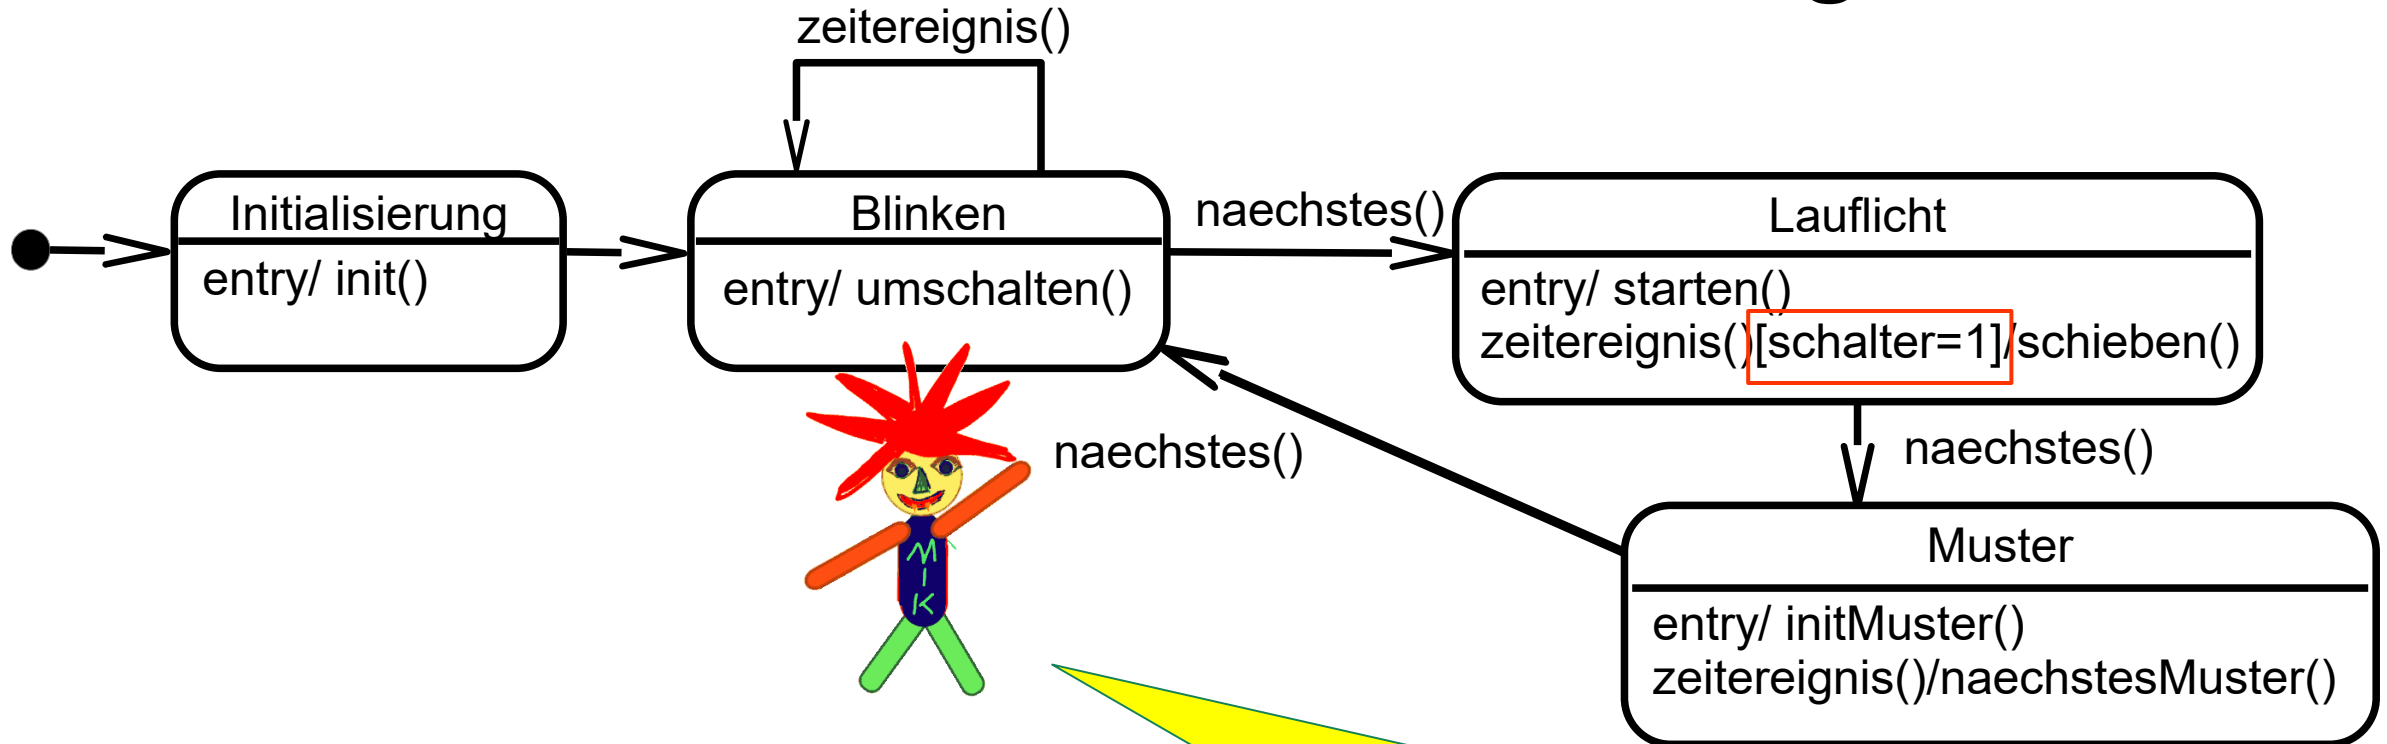 zeitereignis()
Initialisierung
entry/ init()
Blinken
entry/ umschalten()
naechstes()
Lauflicht
entry/ starten()
zeitereignis()[schalter=1]/schieben()
naechstes()
naechstes()
Muster
entry/ initMuster()
zeitereignis()/naechstesMuster()
M
I
K